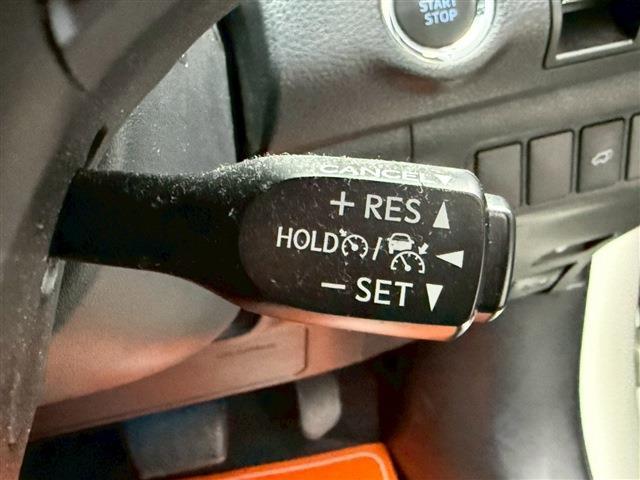 START
STOP
CANCEL
+ RES
HOLD /
− SET